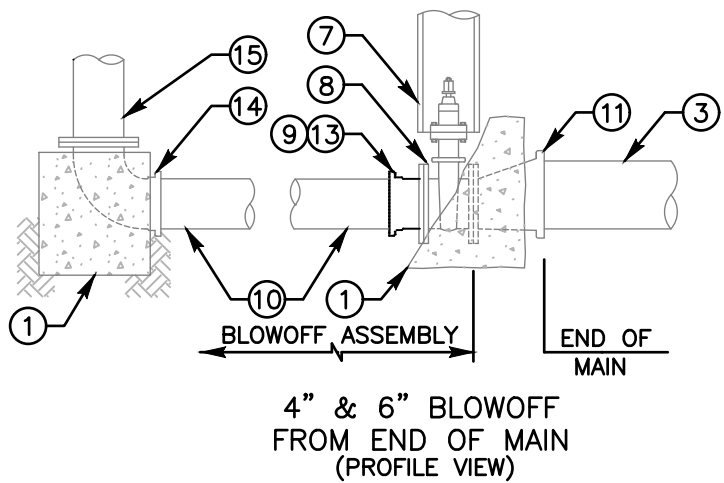 7
15
8
14
9 13
11
3
10
1
1
BLOWOFF ASSEMBLY
END OF
MAIN
4” & 6” BLOWOFF
FROM END OF MAIN
(PROFILE VIEW)